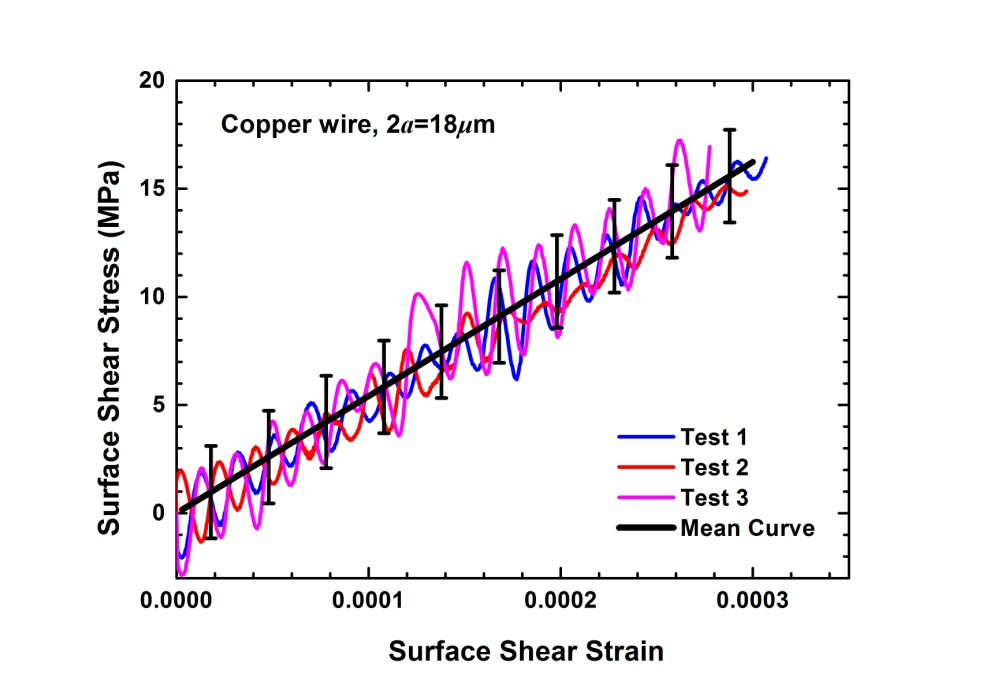 20
15
10
5
0
Surface Shear Stress (MPa)
Copper wire, 2a=18μm
Test 1
Test 2
Test 3
Mean Curve
0.0000 0.0001 0.0002 0.0003
Surface Shear Strain